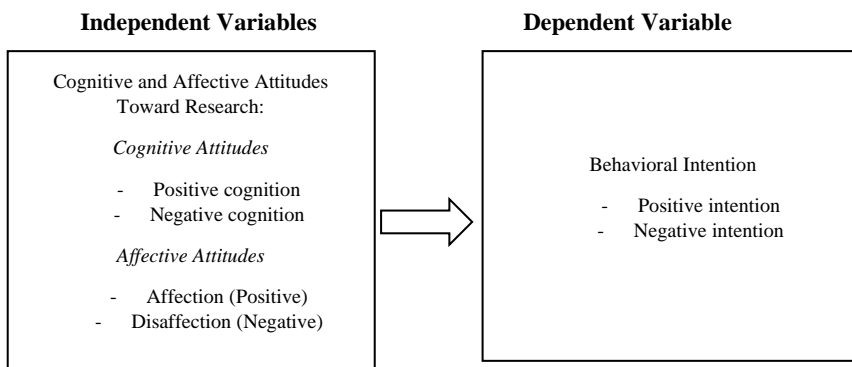 Independent Variables
Cognitive and Affective Attitudes
Toward Research:
Cognitive Attitudes
- Positive cognition
- Negative cognition
Affective Attitudes
- Affection (Positive)
- Disaffection (Negative)
Dependent Variable
Behavioral Intention
- Positive intention
- Negative intention